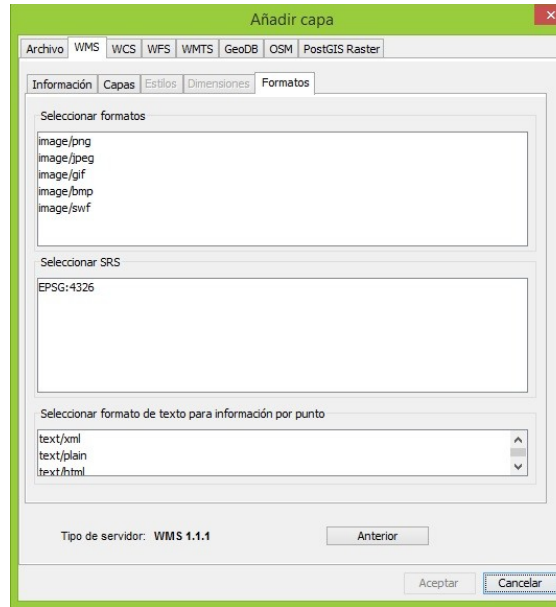 Añadir capa
Archivo WMS WCS WFS WMTS GeoDB OSM PostGIS Raster
Información Capas Estilos Dimensiones Formatos
Seleccionar formatos
image/png
image/jpeg
image/gif
image/bmp
image/swf
Seleccionar SRS
EPSG:4326
Seleccionar formato de texto para información por punto
text/xml
text/plain
text/html
Tipo de servidor: WMS 1.1.1 Anterior
Aceptar Cancelar